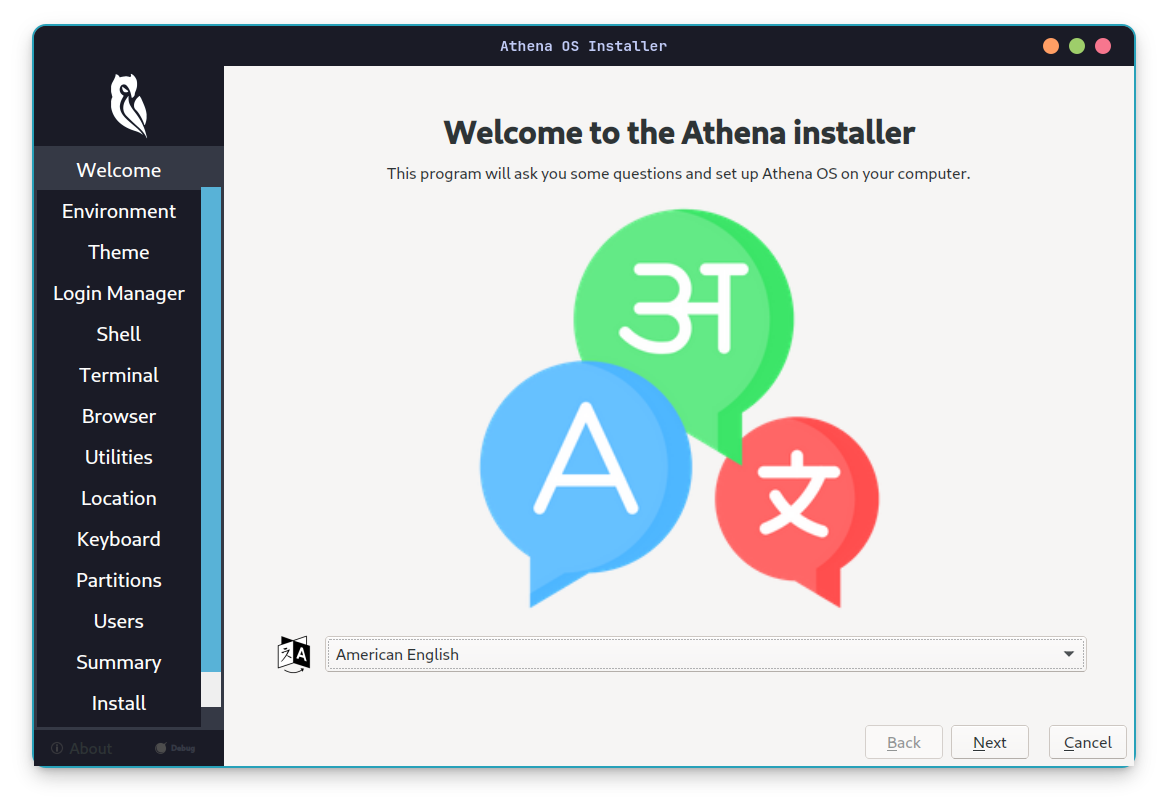 Athena OS Installer
Welcome
Environment
Theme
Login Manager
Shell
Terminal
Browser
Utilities
Location
Keyboard
Partitions
Users
Summary
Install
About
Debug
Welcome to the Athena installer
This program will ask you some questions and set up Athena OS on your computer.
अ
A
文
American English
Back
Next
Cancel